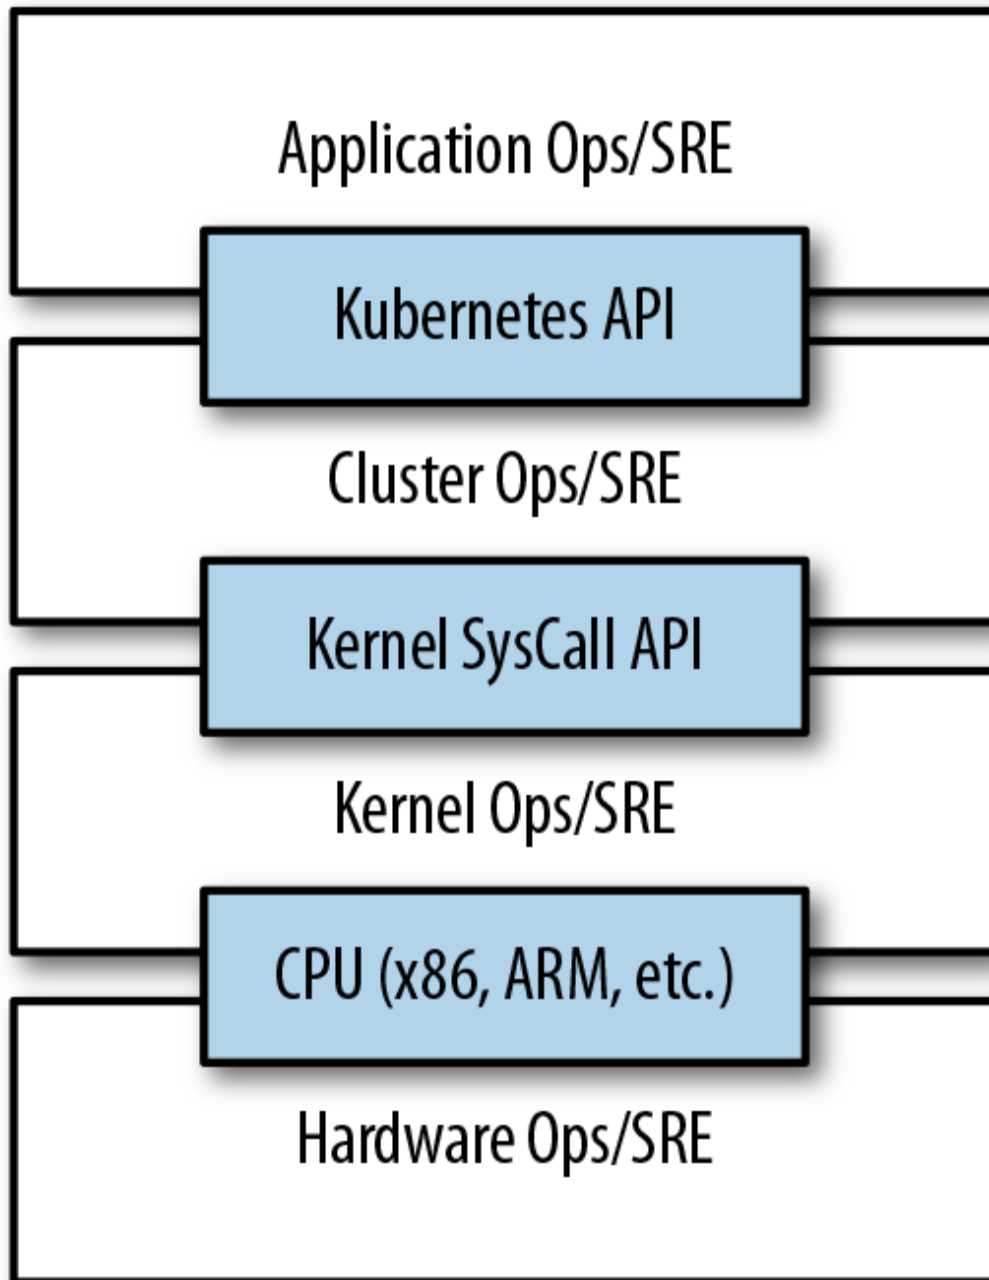 Application Ops/SRE
Kubernetes API
Cluster Ops/SRE
Kernel SysCall API
Kernel Ops/SRE
CPU (x86, ARM, etc.)
Hardware Ops/SRE